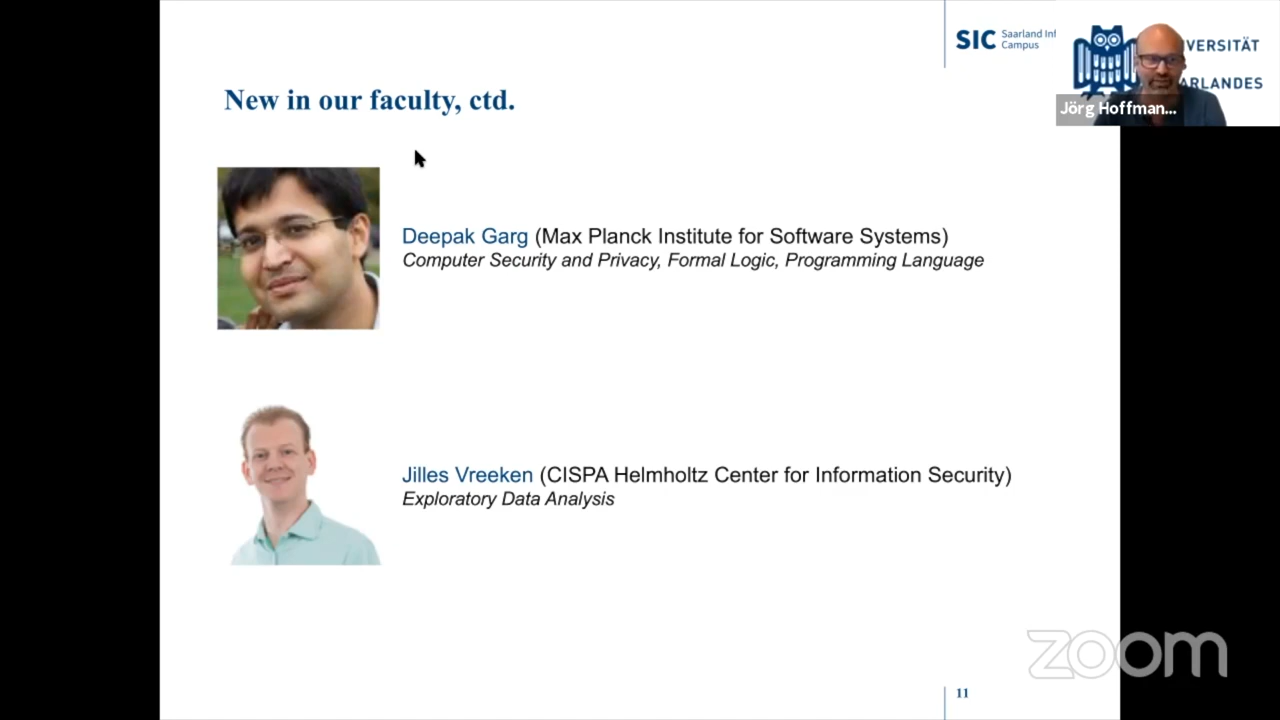 SIC Saarland Inf
Campus
VERSITÄT
ARLANDES
Jörg Hoffman...
New in our faculty, ctd.
Deepak Garg (Max Planck Institute for Software Systems)
Computer Security and Privacy, Formal Logic, Programming Language
Jilles Vreeken (CISPA Helmholtz Center for Information Security)
Exploratory Data Analysis
zoom
11